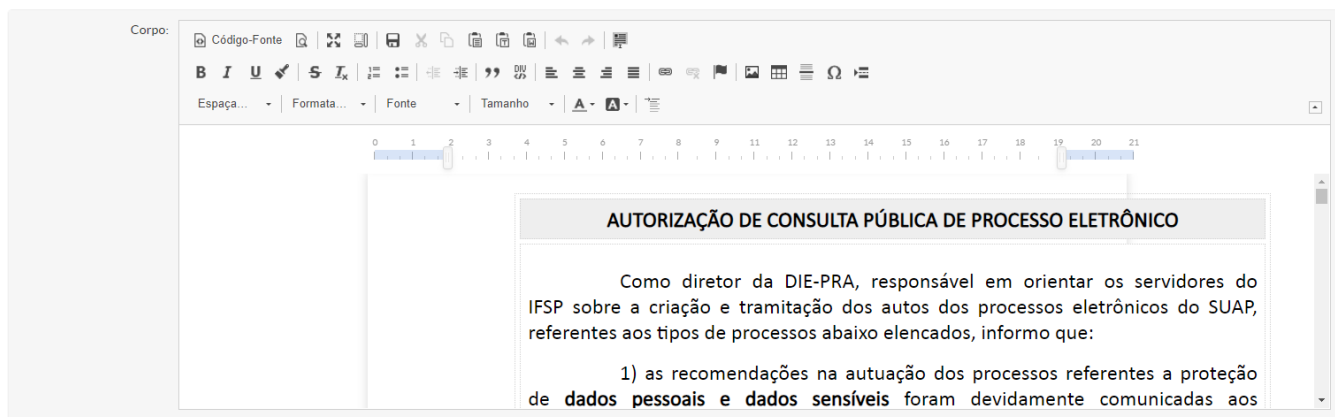 Corpo:
Código-Fonte
B I U S Ix
DIV
Ω
Espaça... Formata... Fonte Tamanho A A
0 1 2 3 4 5 6 7 8 9 11 12 13 14 15 16 17 18 19 20 21
AUTORIZAÇÃO DE CONSULTA PÚBLICA DE PROCESSO ELETRÔNICO
Como diretor da DIE-PRA, responsável em orientar os servidores do
IFSP sobre a criação e tramitação dos autos dos processos eletrônicos do SUAP,
referentes aos tipos de processos abaixo elencados, informo que:
1) as recomendações na autuação dos processos referentes a proteção
de dados pessoais e dados sensíveis foram devidamente comunicadas aos